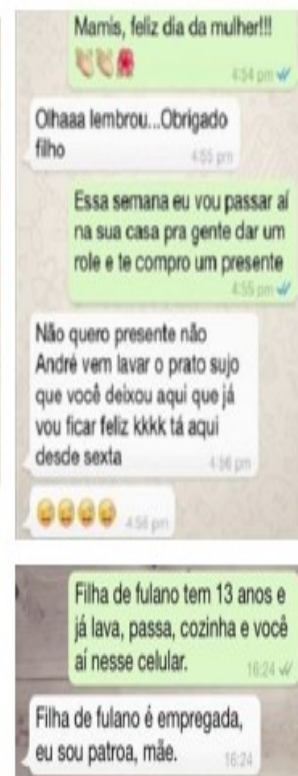 Mamis, feliz dia da mulher!!!
👏👏🌺
4:54 pm
Olhaaa lembrou...Obrigado
filho
4:55 pm
Essa semana eu vou passar aí
na sua casa pra gente dar um
role e te compro um presente
4:55 pm
Não quero presente não
André vem lavar o prato sujo
que você deixou aqui que já
vou ficar feliz kkkk tá aqui
desde sexta
4:56 pm
😅😅😅😅 4:56 pm
Filha de fulano tem 13 anos e
já lava, passa, cozinha e você
aí nesse celular.
16:24
Filha de fulano é empregada,
eu sou patroa, mãe.
16:24